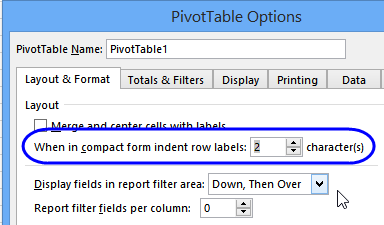 PivotTable Options
PivotTable Name: PivotTable1
Layout & Format Totals & Filters Display Printing Data
Layout
Merge and center cells with labels
When in compact form indent row labels: 2 character(s)
Display fields in report filter area: Down, Then Over
Report filter fields per column: 0